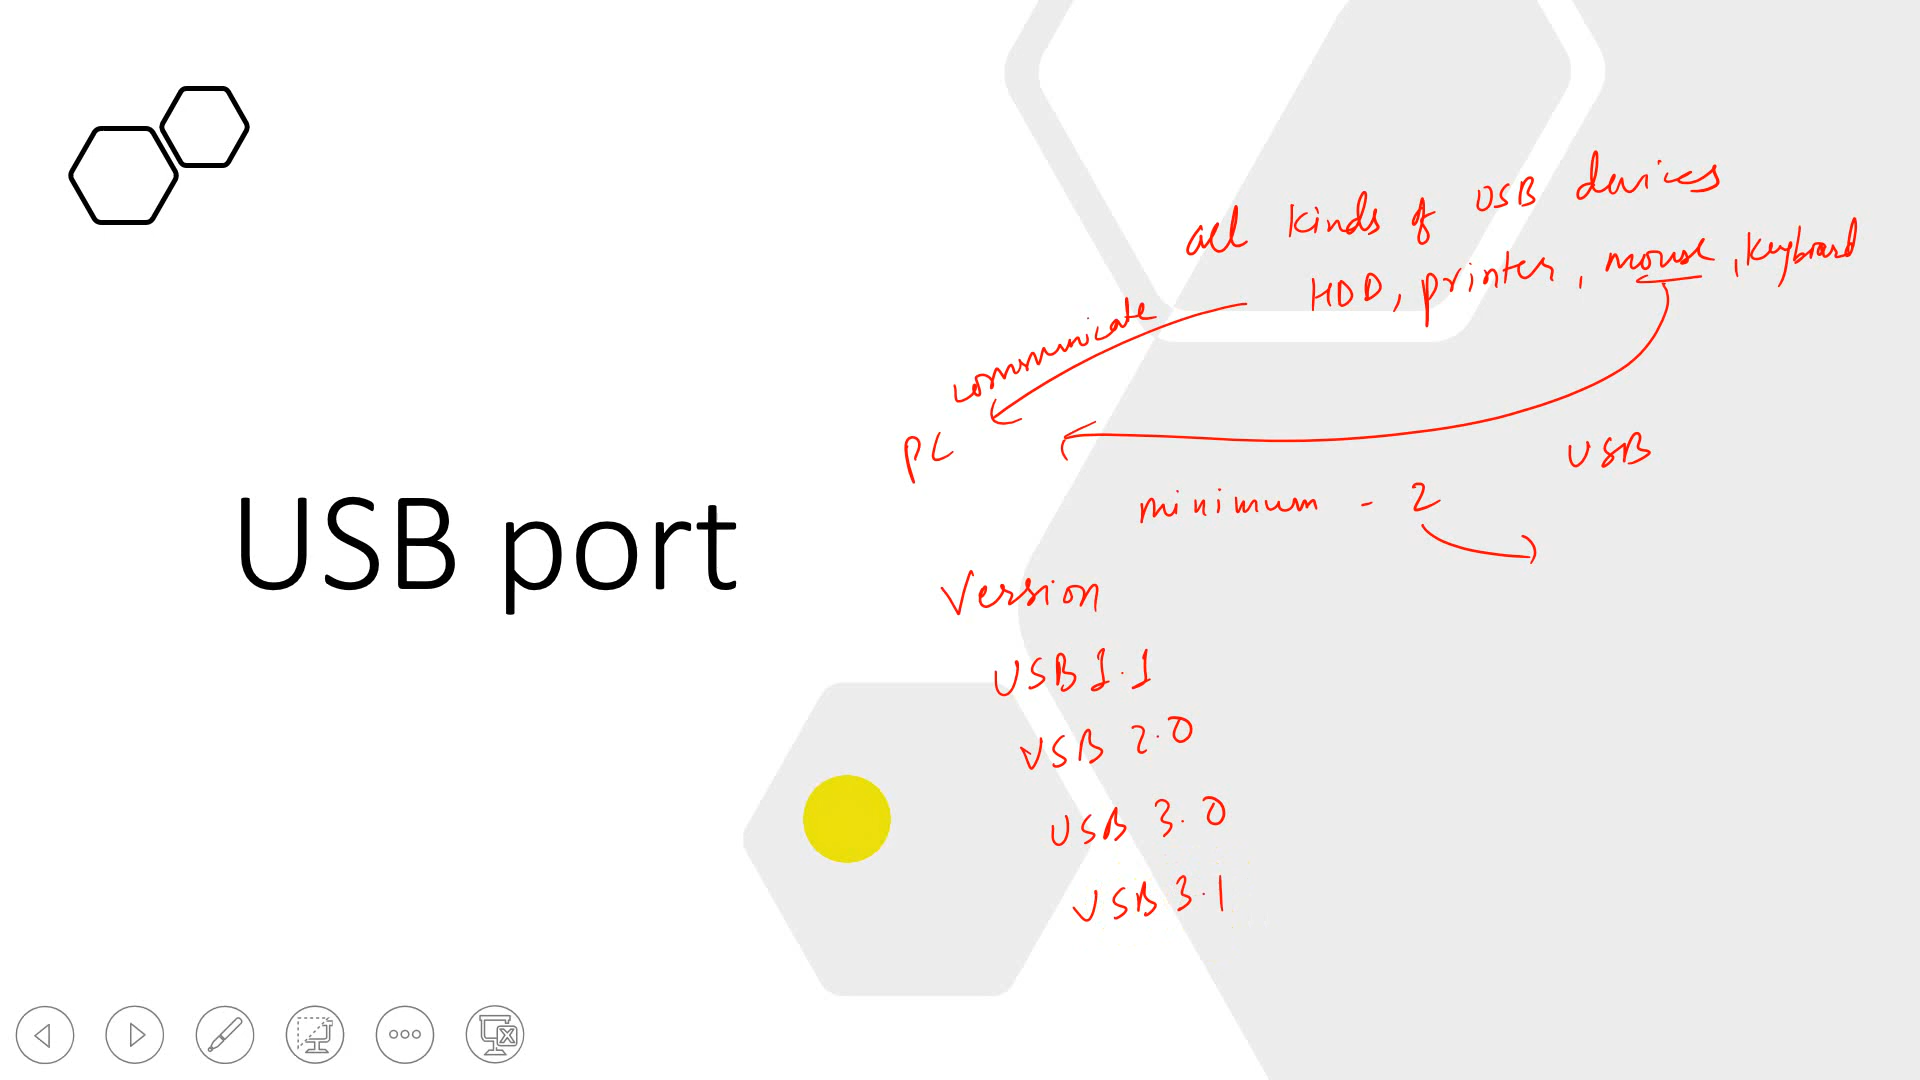 all kinds of USB devices
HDD, printer, mouse, keyboard
communicate
PC
USB
minimum - 2
USB port
Version
USB 1.1
USB 2.0
USB 3.0
USB 3.1